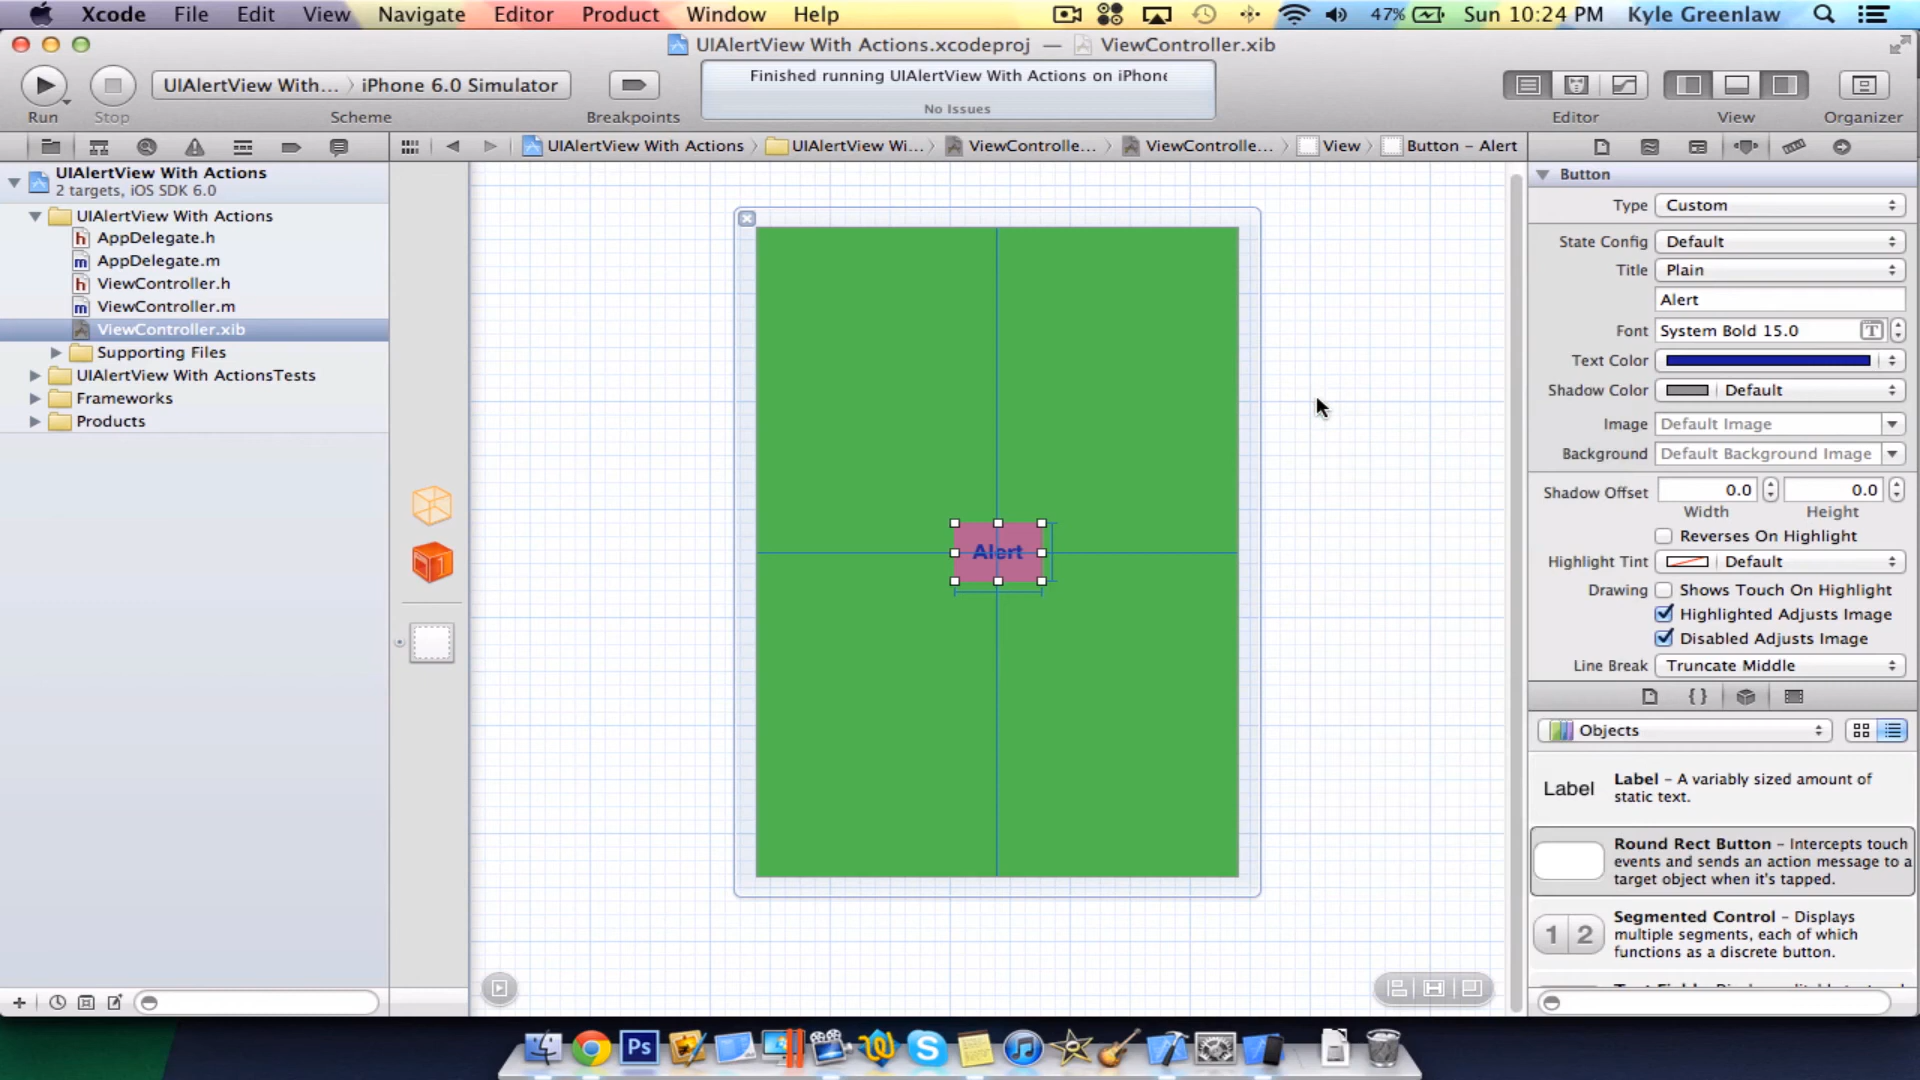 Xcode File Edit View Navigate Editor Product Window Help 47% Sun 10:24 PM Kyle Greenlaw
UIAlertView With Actions.xcodeproj — ViewController.xib
UIAlertView With... iPhone 6.0 Simulator
Finished running UIAlertView With Actions on iPhone
No Issues
Run Stop Scheme Breakpoints Editor View Organizer
UIAlertView With Actions UIAlertView Wi... ViewControlle... ViewControlle... View Button – Alert
UIAlertView With Actions
2 targets, iOS SDK 6.0
UIAlertView With Actions
h AppDelegate.h
m AppDelegate.m
h ViewController.h
m ViewController.m
ViewController.xib
Supporting Files
UIAlertView With ActionsTests
Frameworks
Products
Alert
Button
Type Custom
State Config Default
Title Plain
Alert
Font System Bold 15.0 T
Text Color
Shadow Color Default
Image Default Image
Background Default Background Image
Shadow Offset 0.0 0.0
Width Height
Reverses On Highlight
Highlight Tint Default
Drawing Shows Touch On Highlight
Highlighted Adjusts Image
Disabled Adjusts Image
Line Break Truncate Middle
{ }
Objects
Label Label – A variably sized amount of
static text.
Round Rect Button – Intercepts touch
events and sends an action message to a
target object when it's tapped.
1 2 Segmented Control – Displays
multiple segments, each of which
functions as a discrete button.
Ps
S